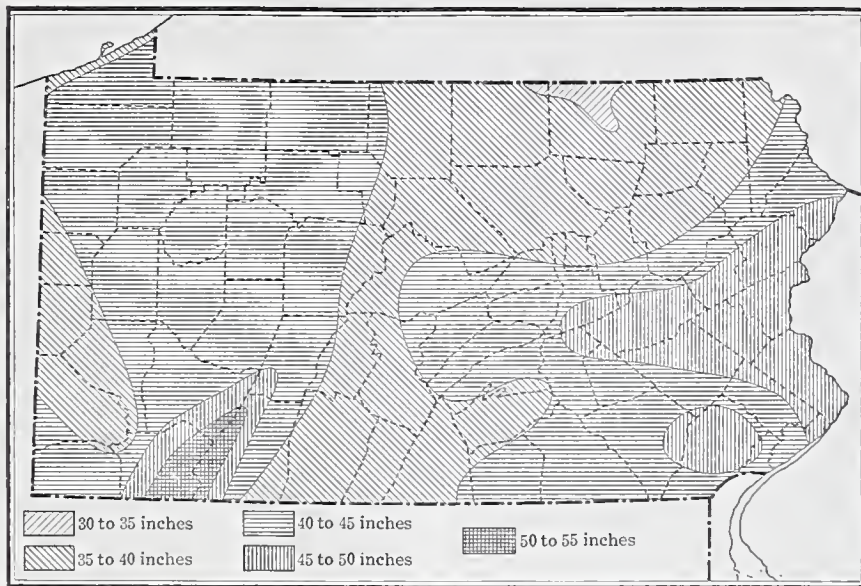 30 to 35 inches
35 to 40 inches
40 to 45 inches
45 to 50 inches
50 to 55 inches